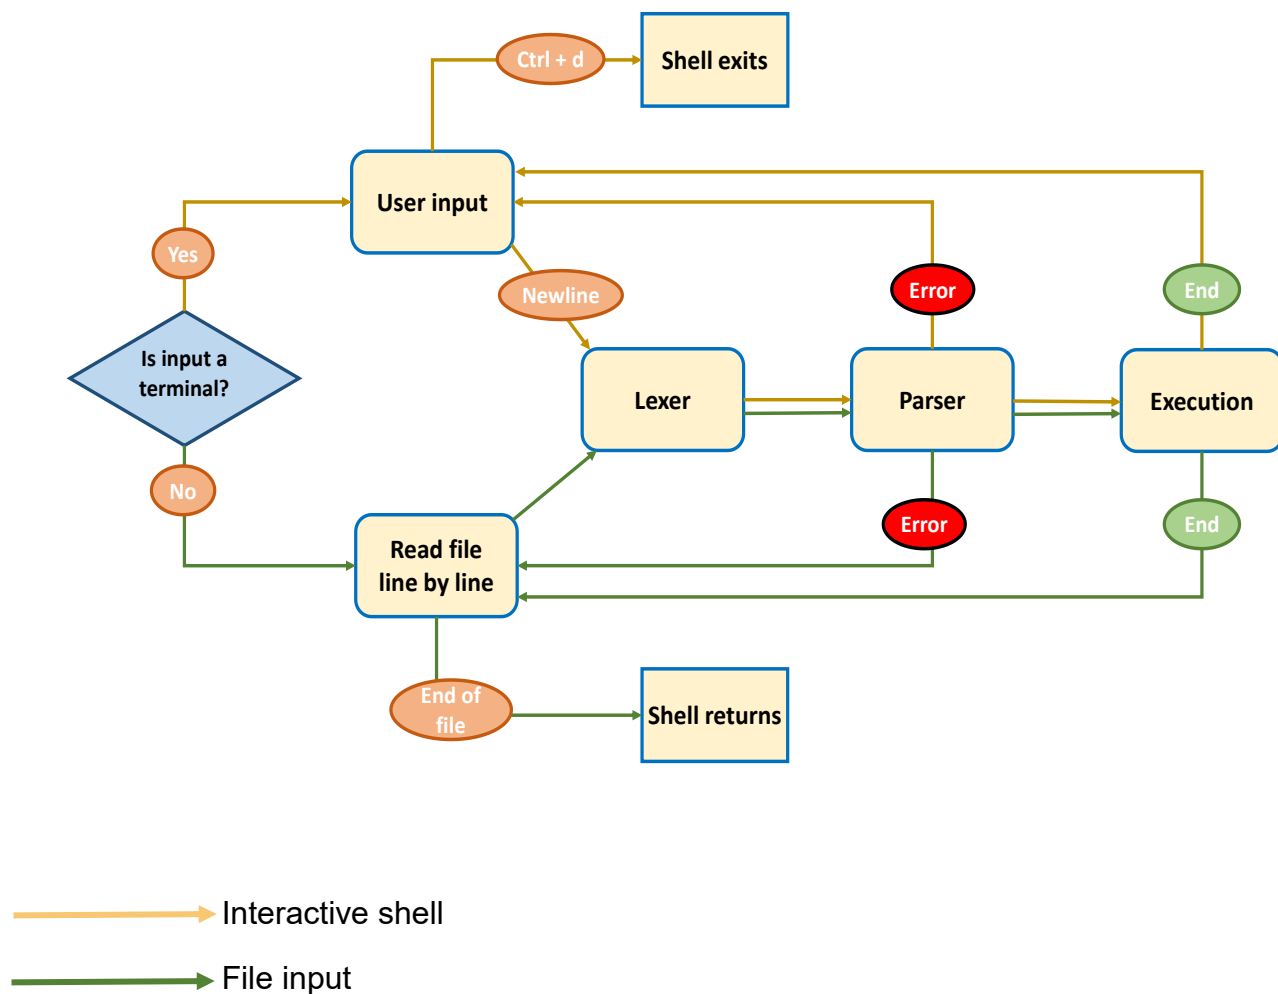 Ctrl + d
Shell exits
User input
Yes
Newline
Error
End
Is input a
terminal?
Lexer
Parser
Execution
No
Error
End
Read file
line by line
End of
file
Shell returns
Interactive shell
File input